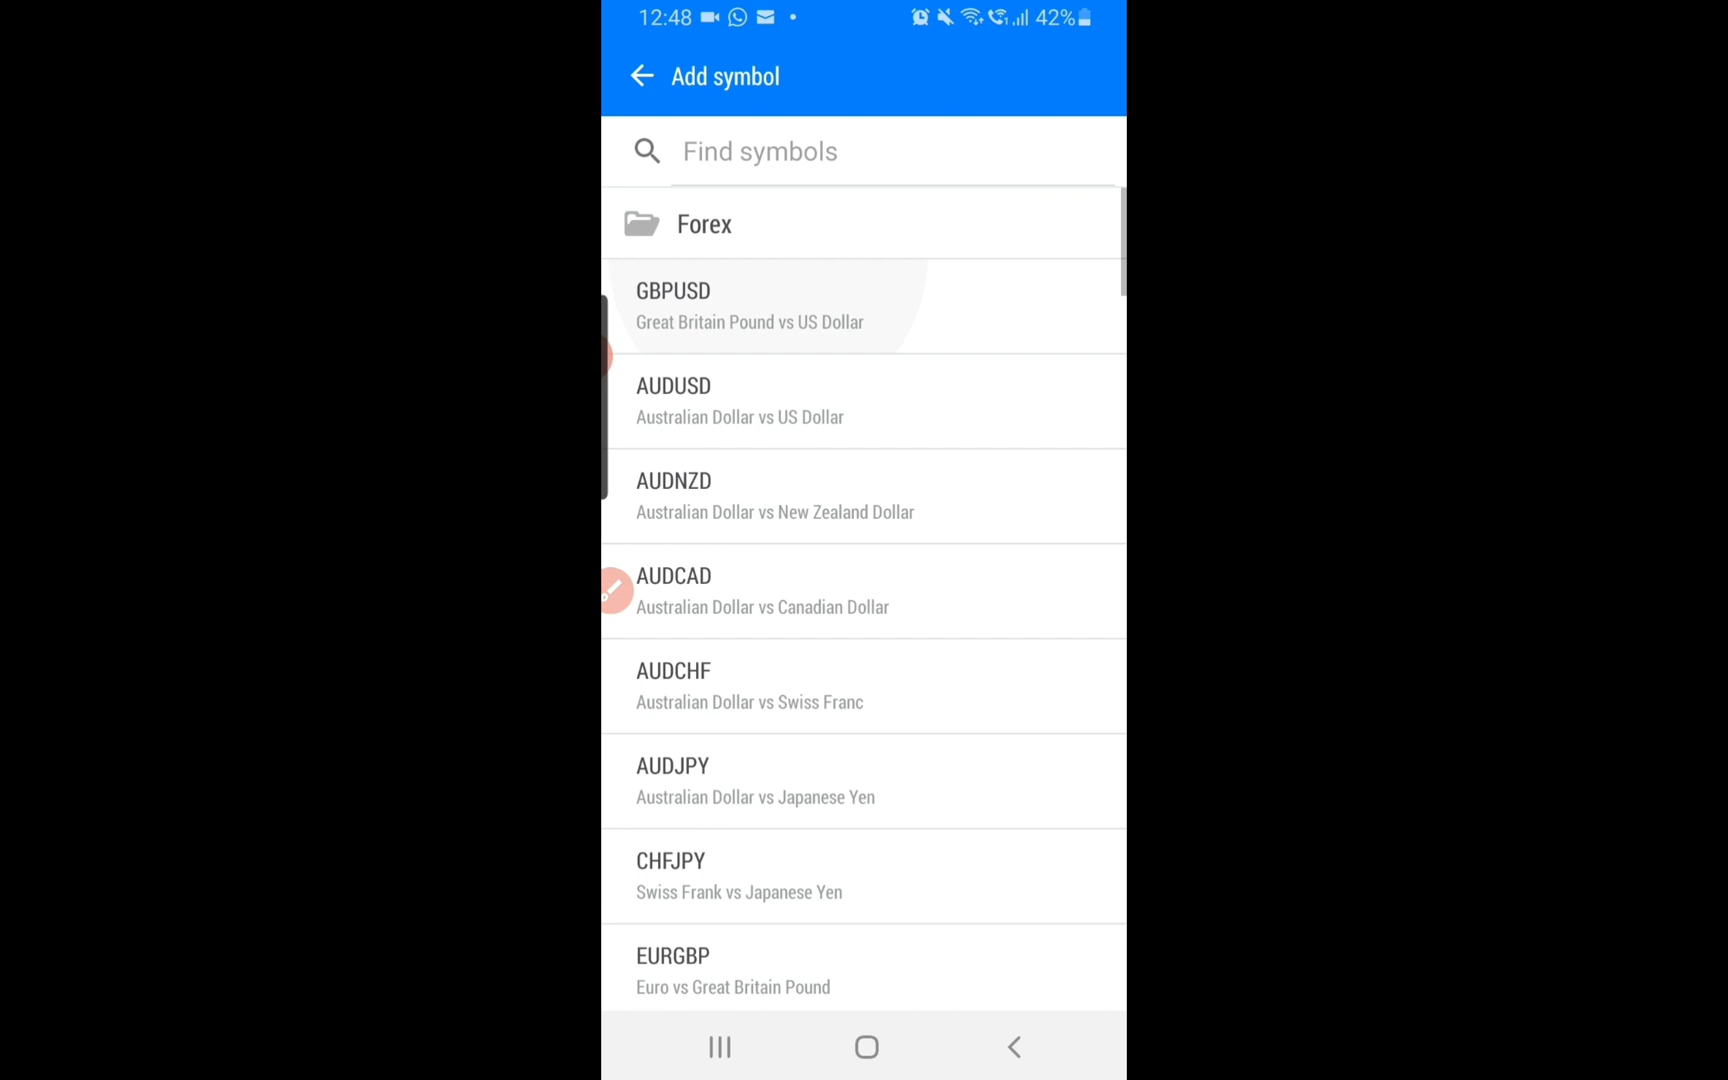 12:48 42%
Add symbol
Find symbols
Forex
GBPUSD
Great Britain Pound vs US Dollar
AUDUSD
Australian Dollar vs US Dollar
AUDNZD
Australian Dollar vs New Zealand Dollar
AUDCAD
Australian Dollar vs Canadian Dollar
AUDCHF
Australian Dollar vs Swiss Franc
AUDJPY
Australian Dollar vs Japanese Yen
CHFJPY
Swiss Frank vs Japanese Yen
EURGBP
Euro vs Great Britain Pound